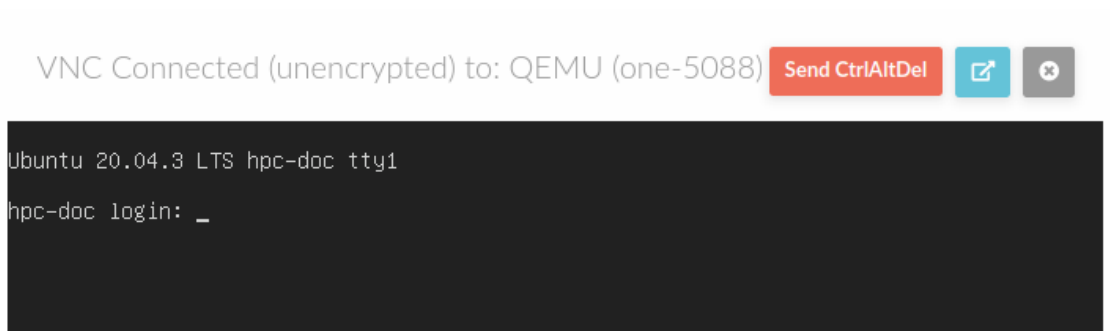 VNC Connected (unencrypted) to: QEMU (one-5088) Send CtrlAltDel
Ubuntu 20.04.3 LTS hpc-doc tty1
hpc-doc login: _